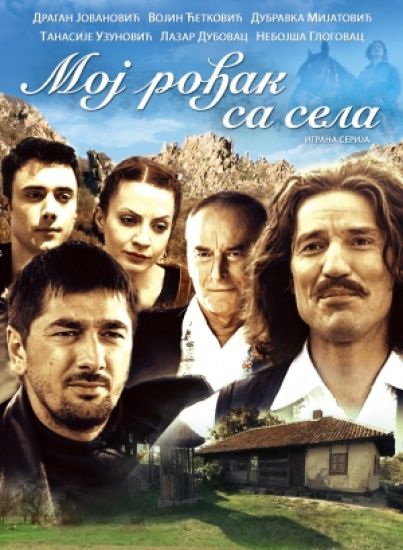 Драган Јовановић Војин Ћетковић Дубравка Мијатовић
Танасије Узуновић Лазар Дубовац Небојша Глоговац
Мој рођак
са села
ИГРАНА СЕРИЈА